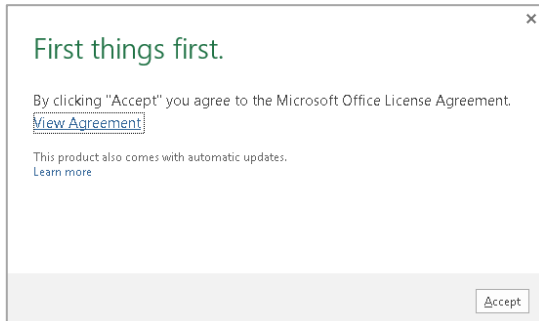 First things first.
By clicking "Accept" you agree to the Microsoft Office License Agreement.
View Agreement
This product also comes with automatic updates.
Learn more
Accept